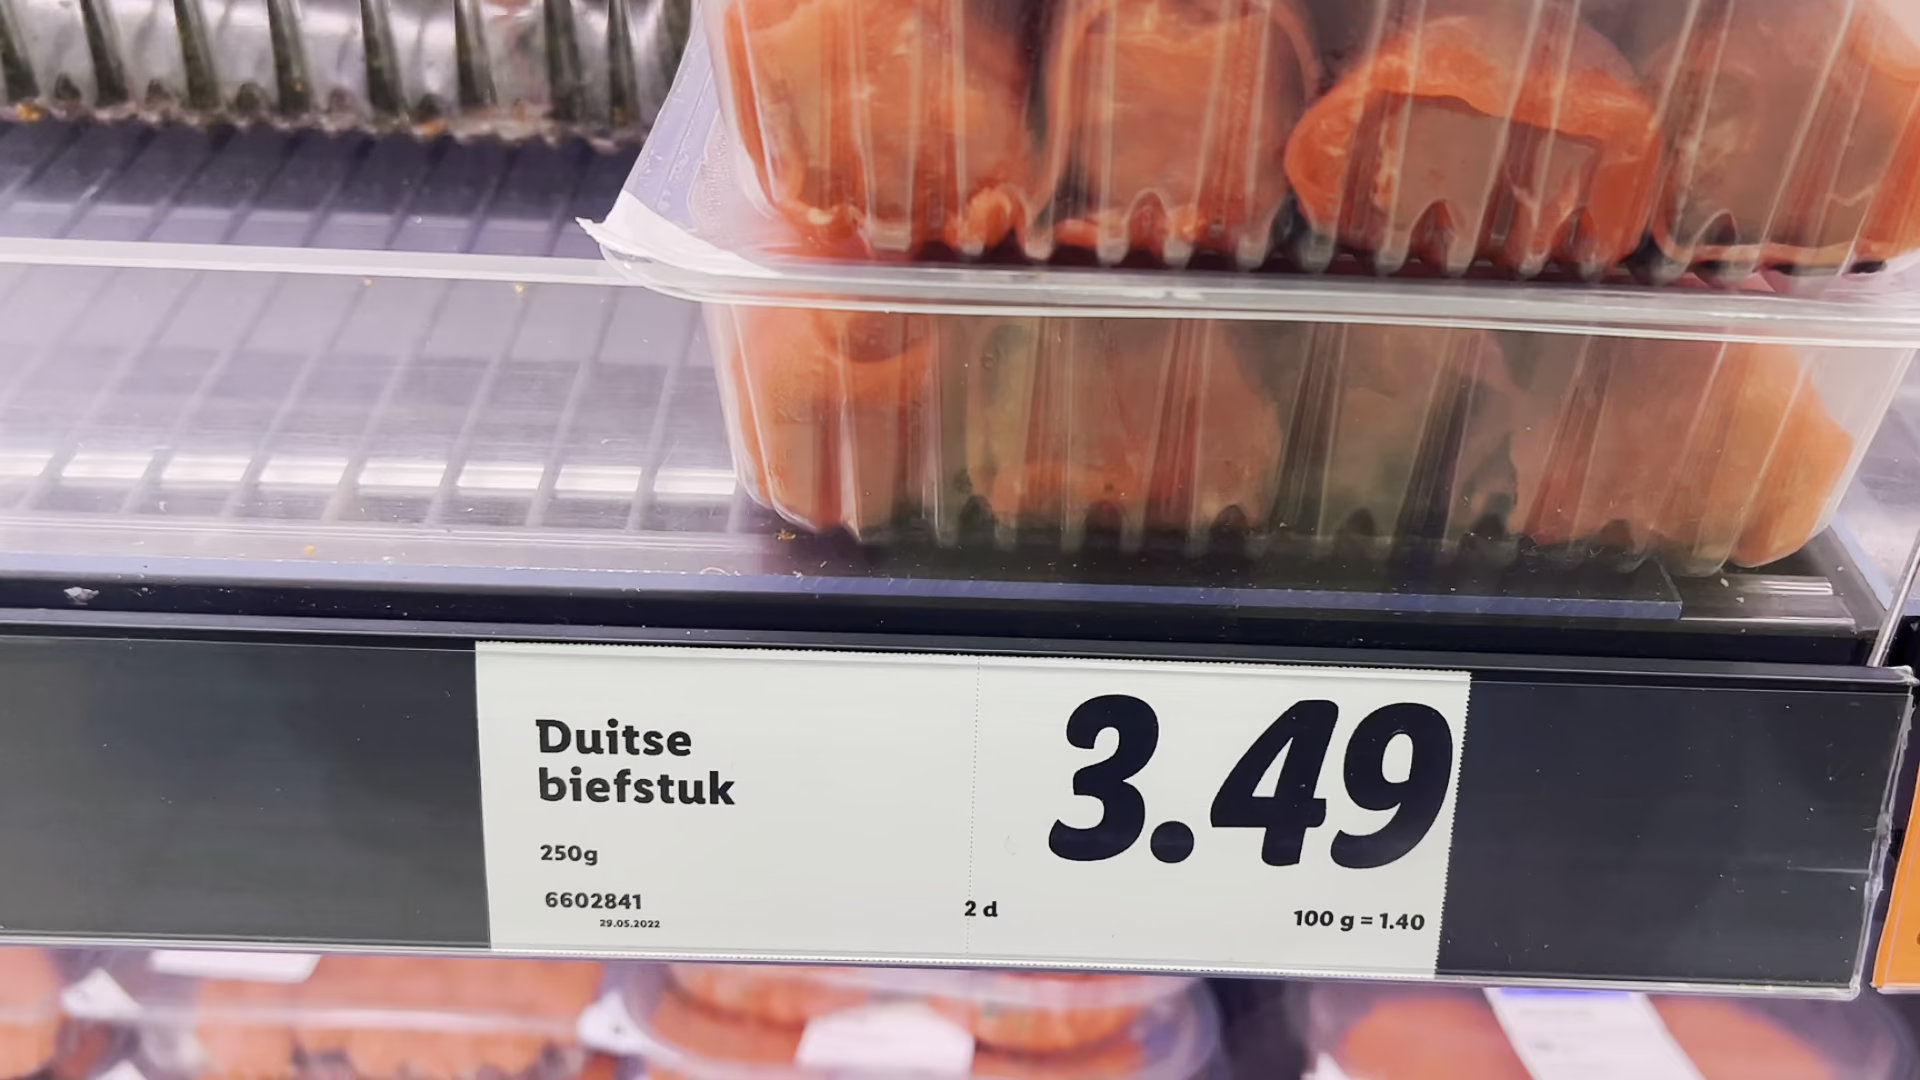 Duitse
biefstuk
250g
6602841
29.05.2022
2 d
3.49
100 g = 1.40